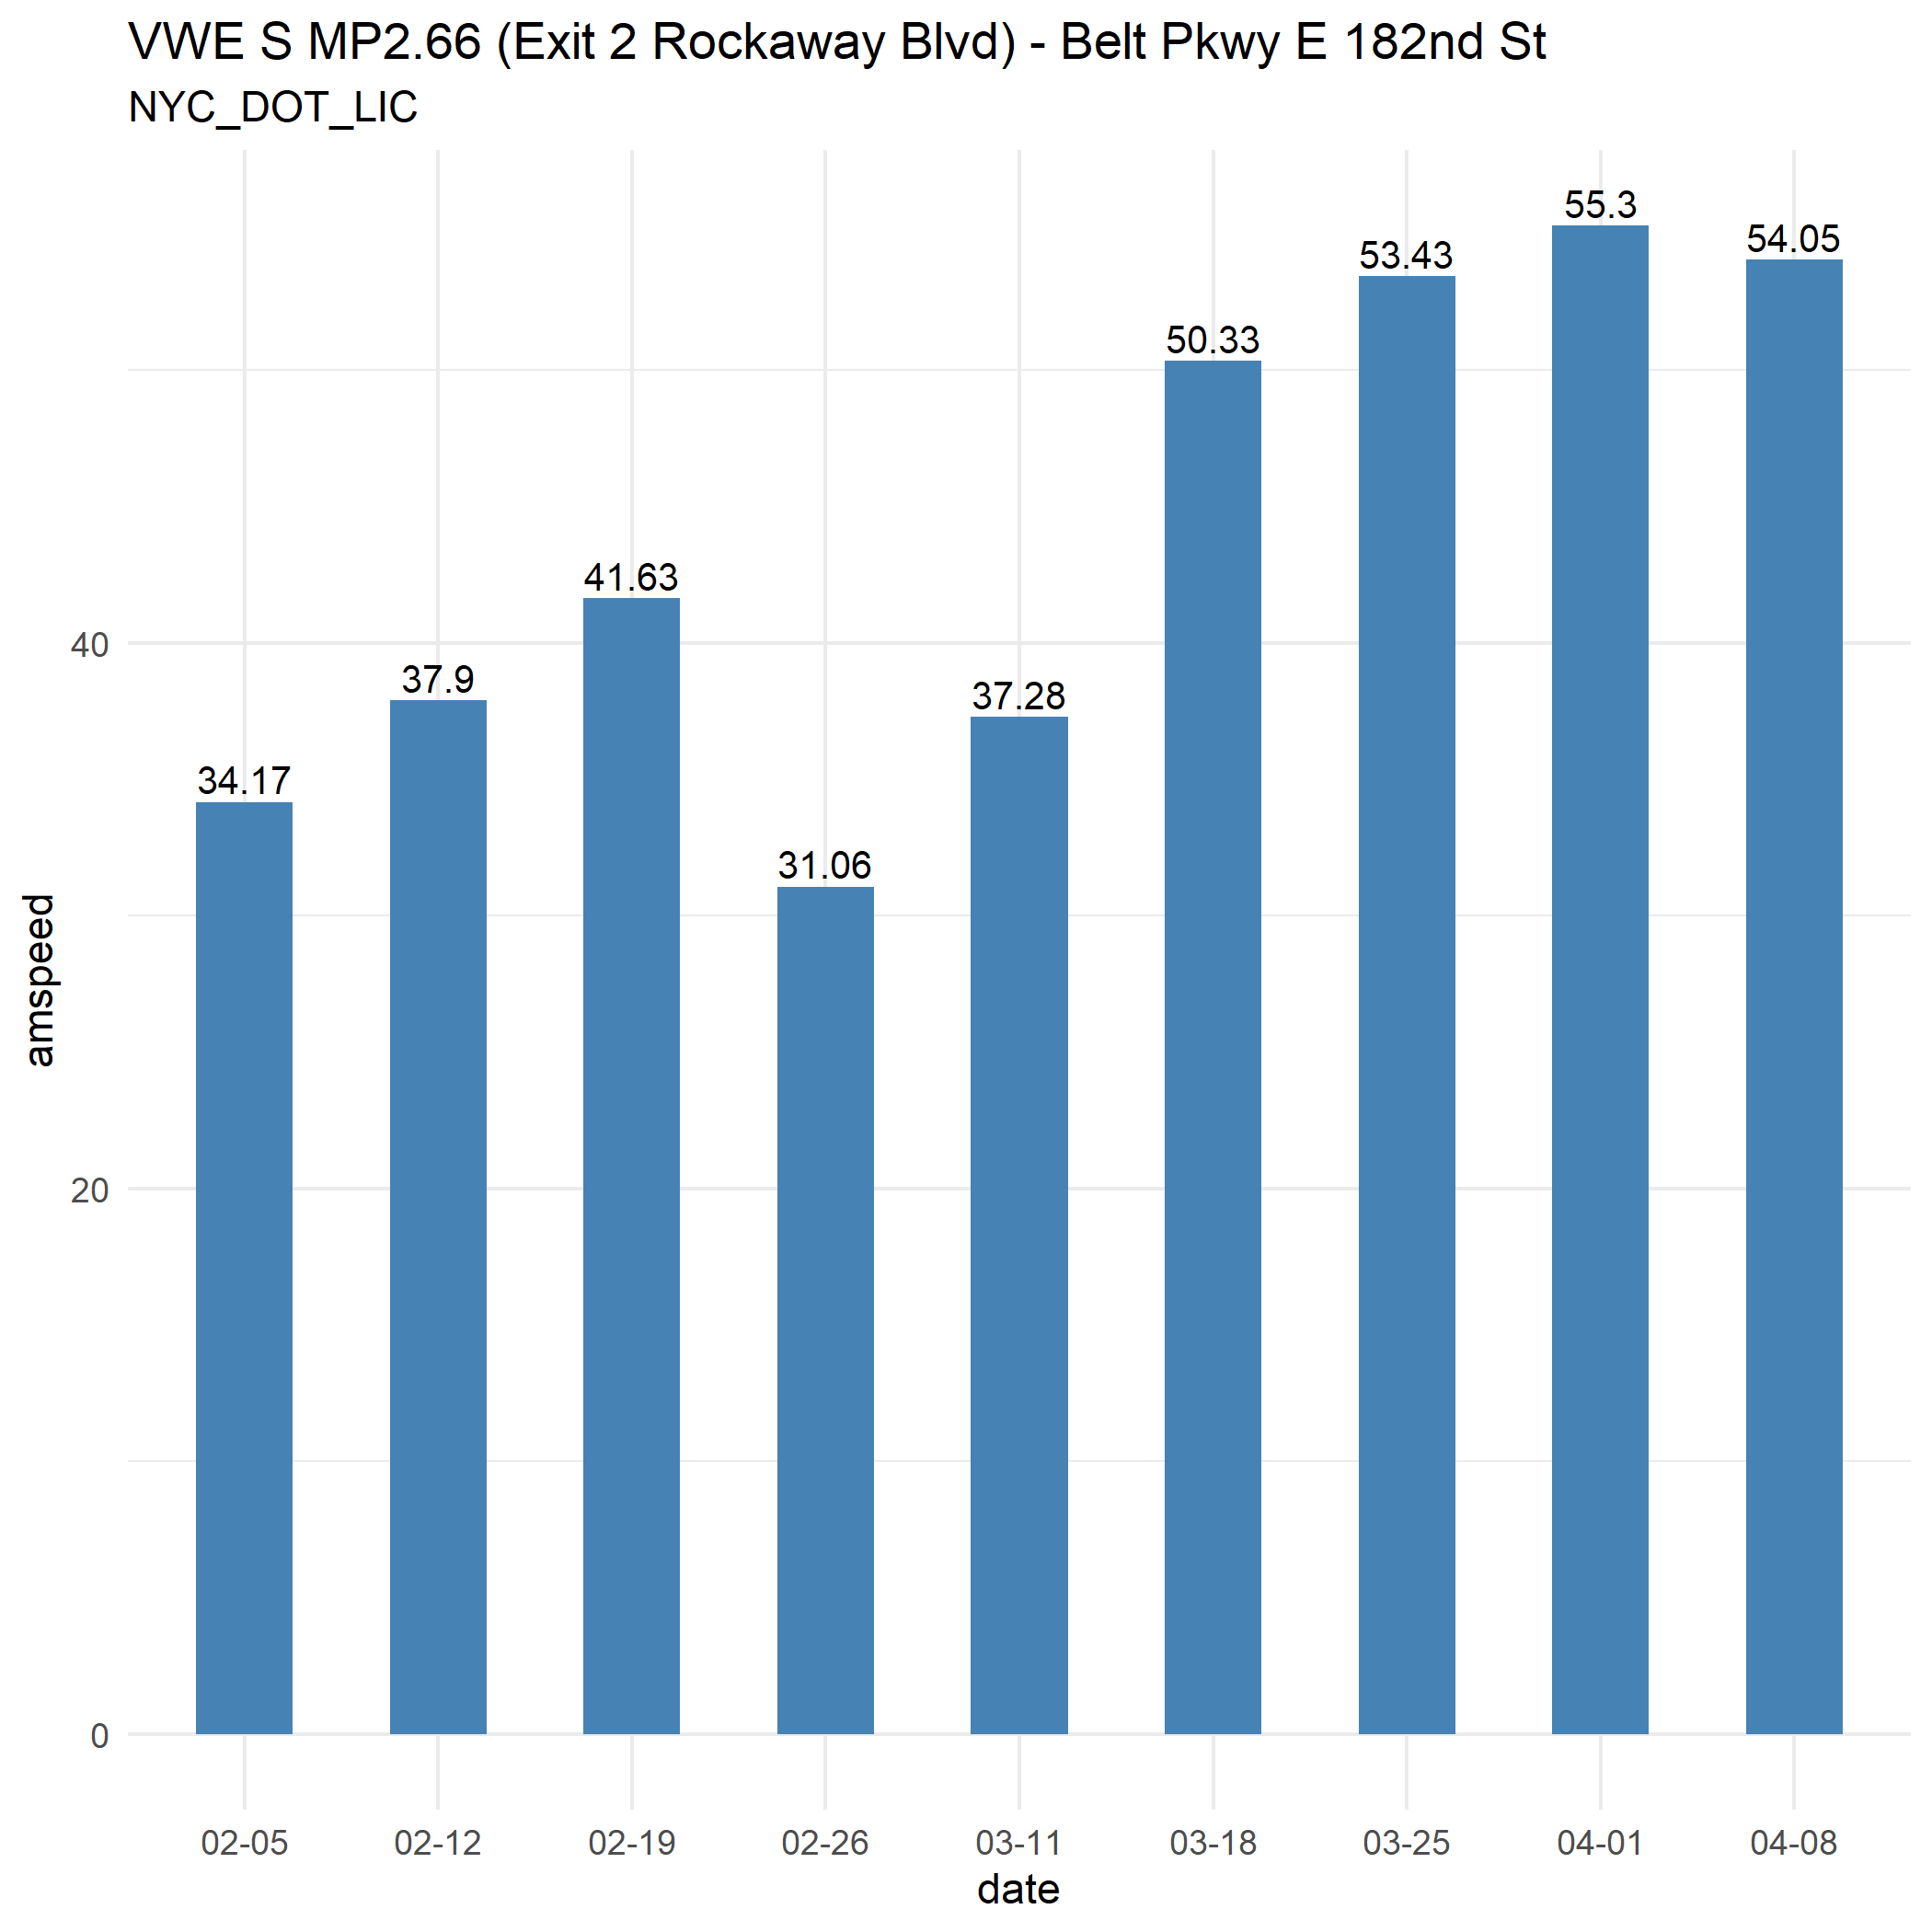 VWE S MP2.66 (Exit 2 Rockaway Blvd) - Belt Pkwy E 182nd St
NYC_DOT_LIC
55.3
54.05
53.43
50.33
41.63
40
37.9
37.28
34.17
31.06
amspeed
20
0
02-05 02-12 02-19 02-26 03-11 03-18 03-25 04-01 04-08
date